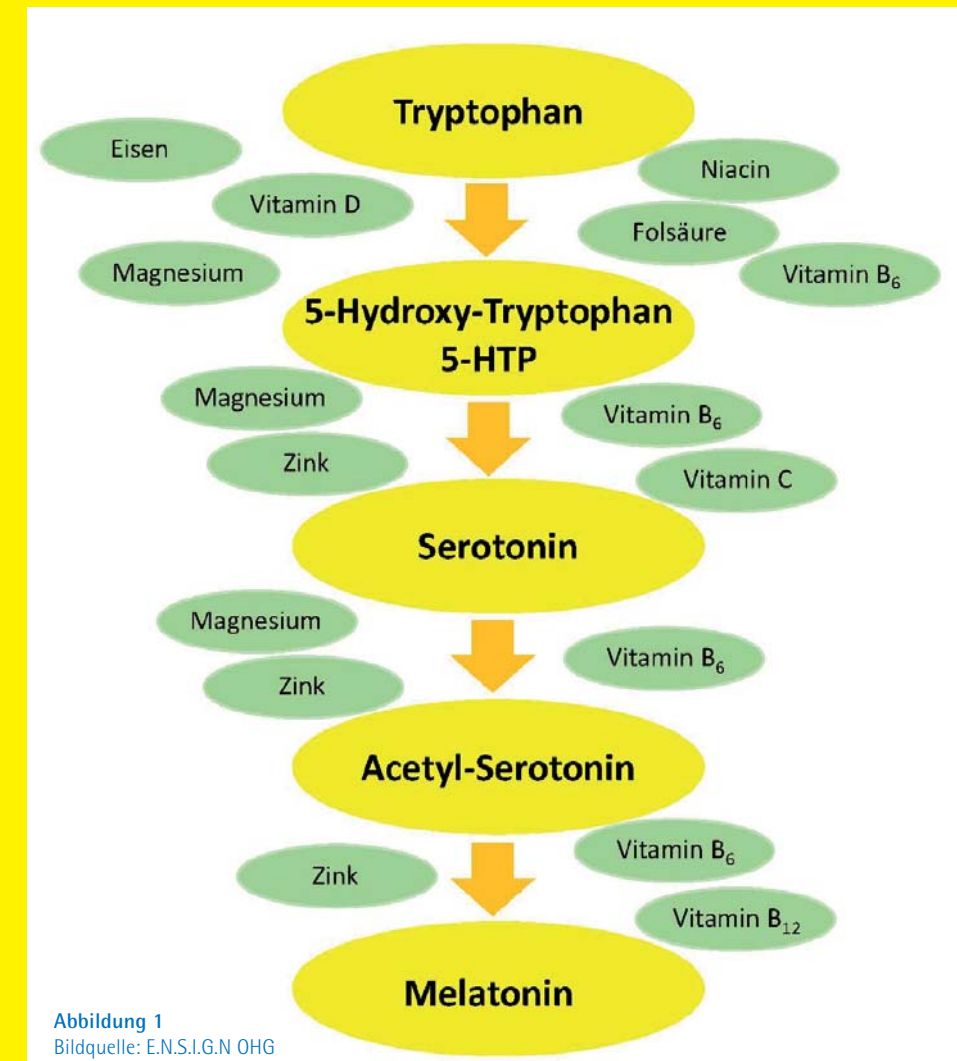 Tryptophan
Eisen
Niacin
Vitamin D
Folsäure
Magnesium
Vitamin B₆
5-Hydroxy-Tryptophan
5-HTP
Magnesium
Vitamin B₆
Zink
Vitamin C
Serotonin
Magnesium
Vitamin B₆
Zink
Acetyl-Serotonin
Vitamin B₆
Zink
Vitamin B₁₂
Melatonin
Abbildung 1
Bildquelle: E.N.S.I.G.N OHG